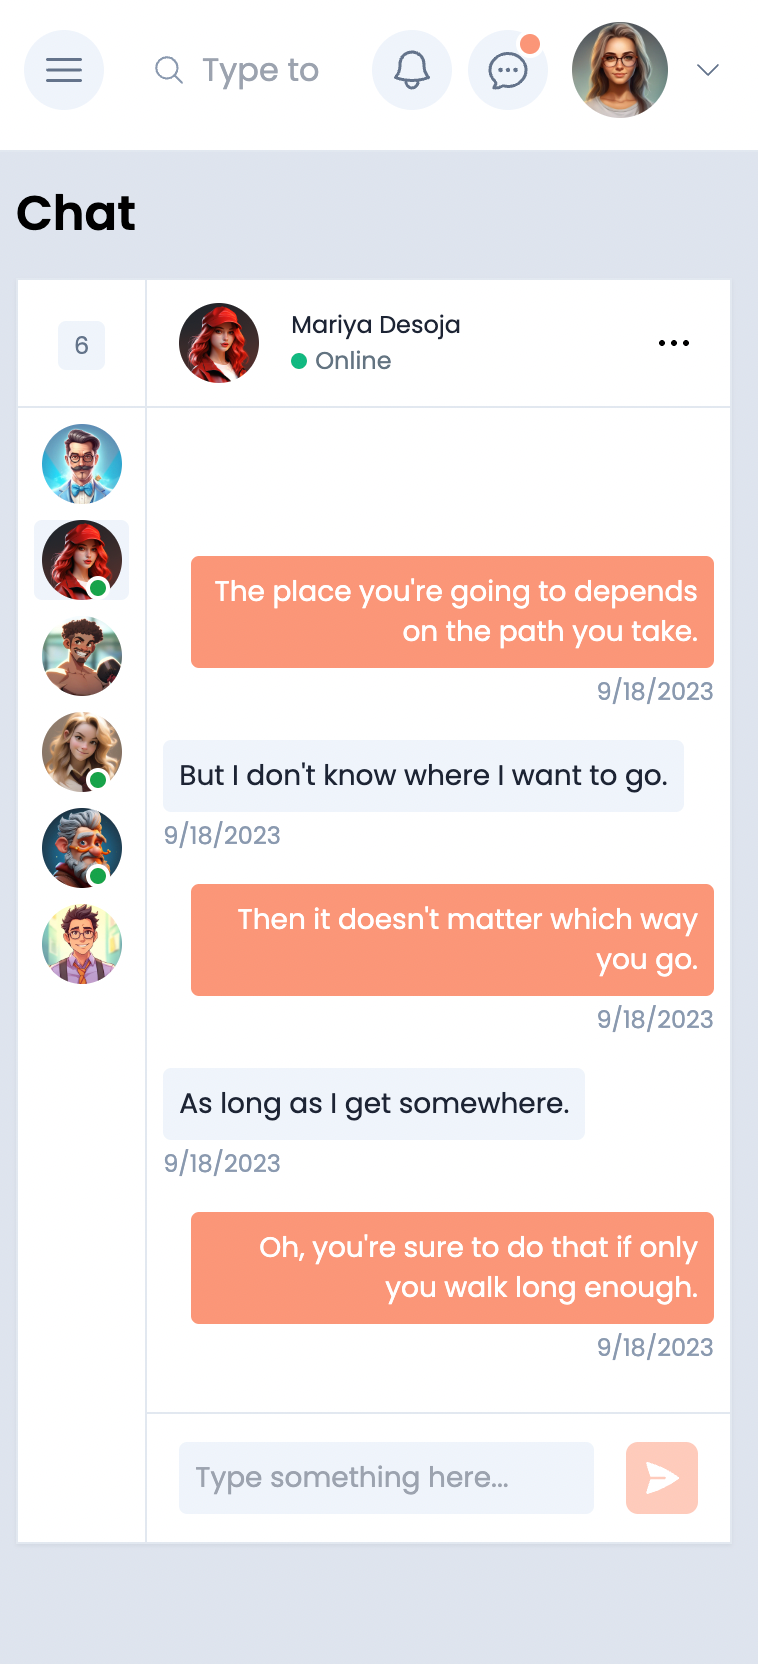 Type to
Chat
6
Mariya Desoja
Online
The place you're going to depends
on the path you take.
9/18/2023
But I don't know where I want to go.
9/18/2023
Then it doesn't matter which way
you go.
9/18/2023
As long as I get somewhere.
9/18/2023
Oh, you're sure to do that if only
you walk long enough.
9/18/2023
Type something here...